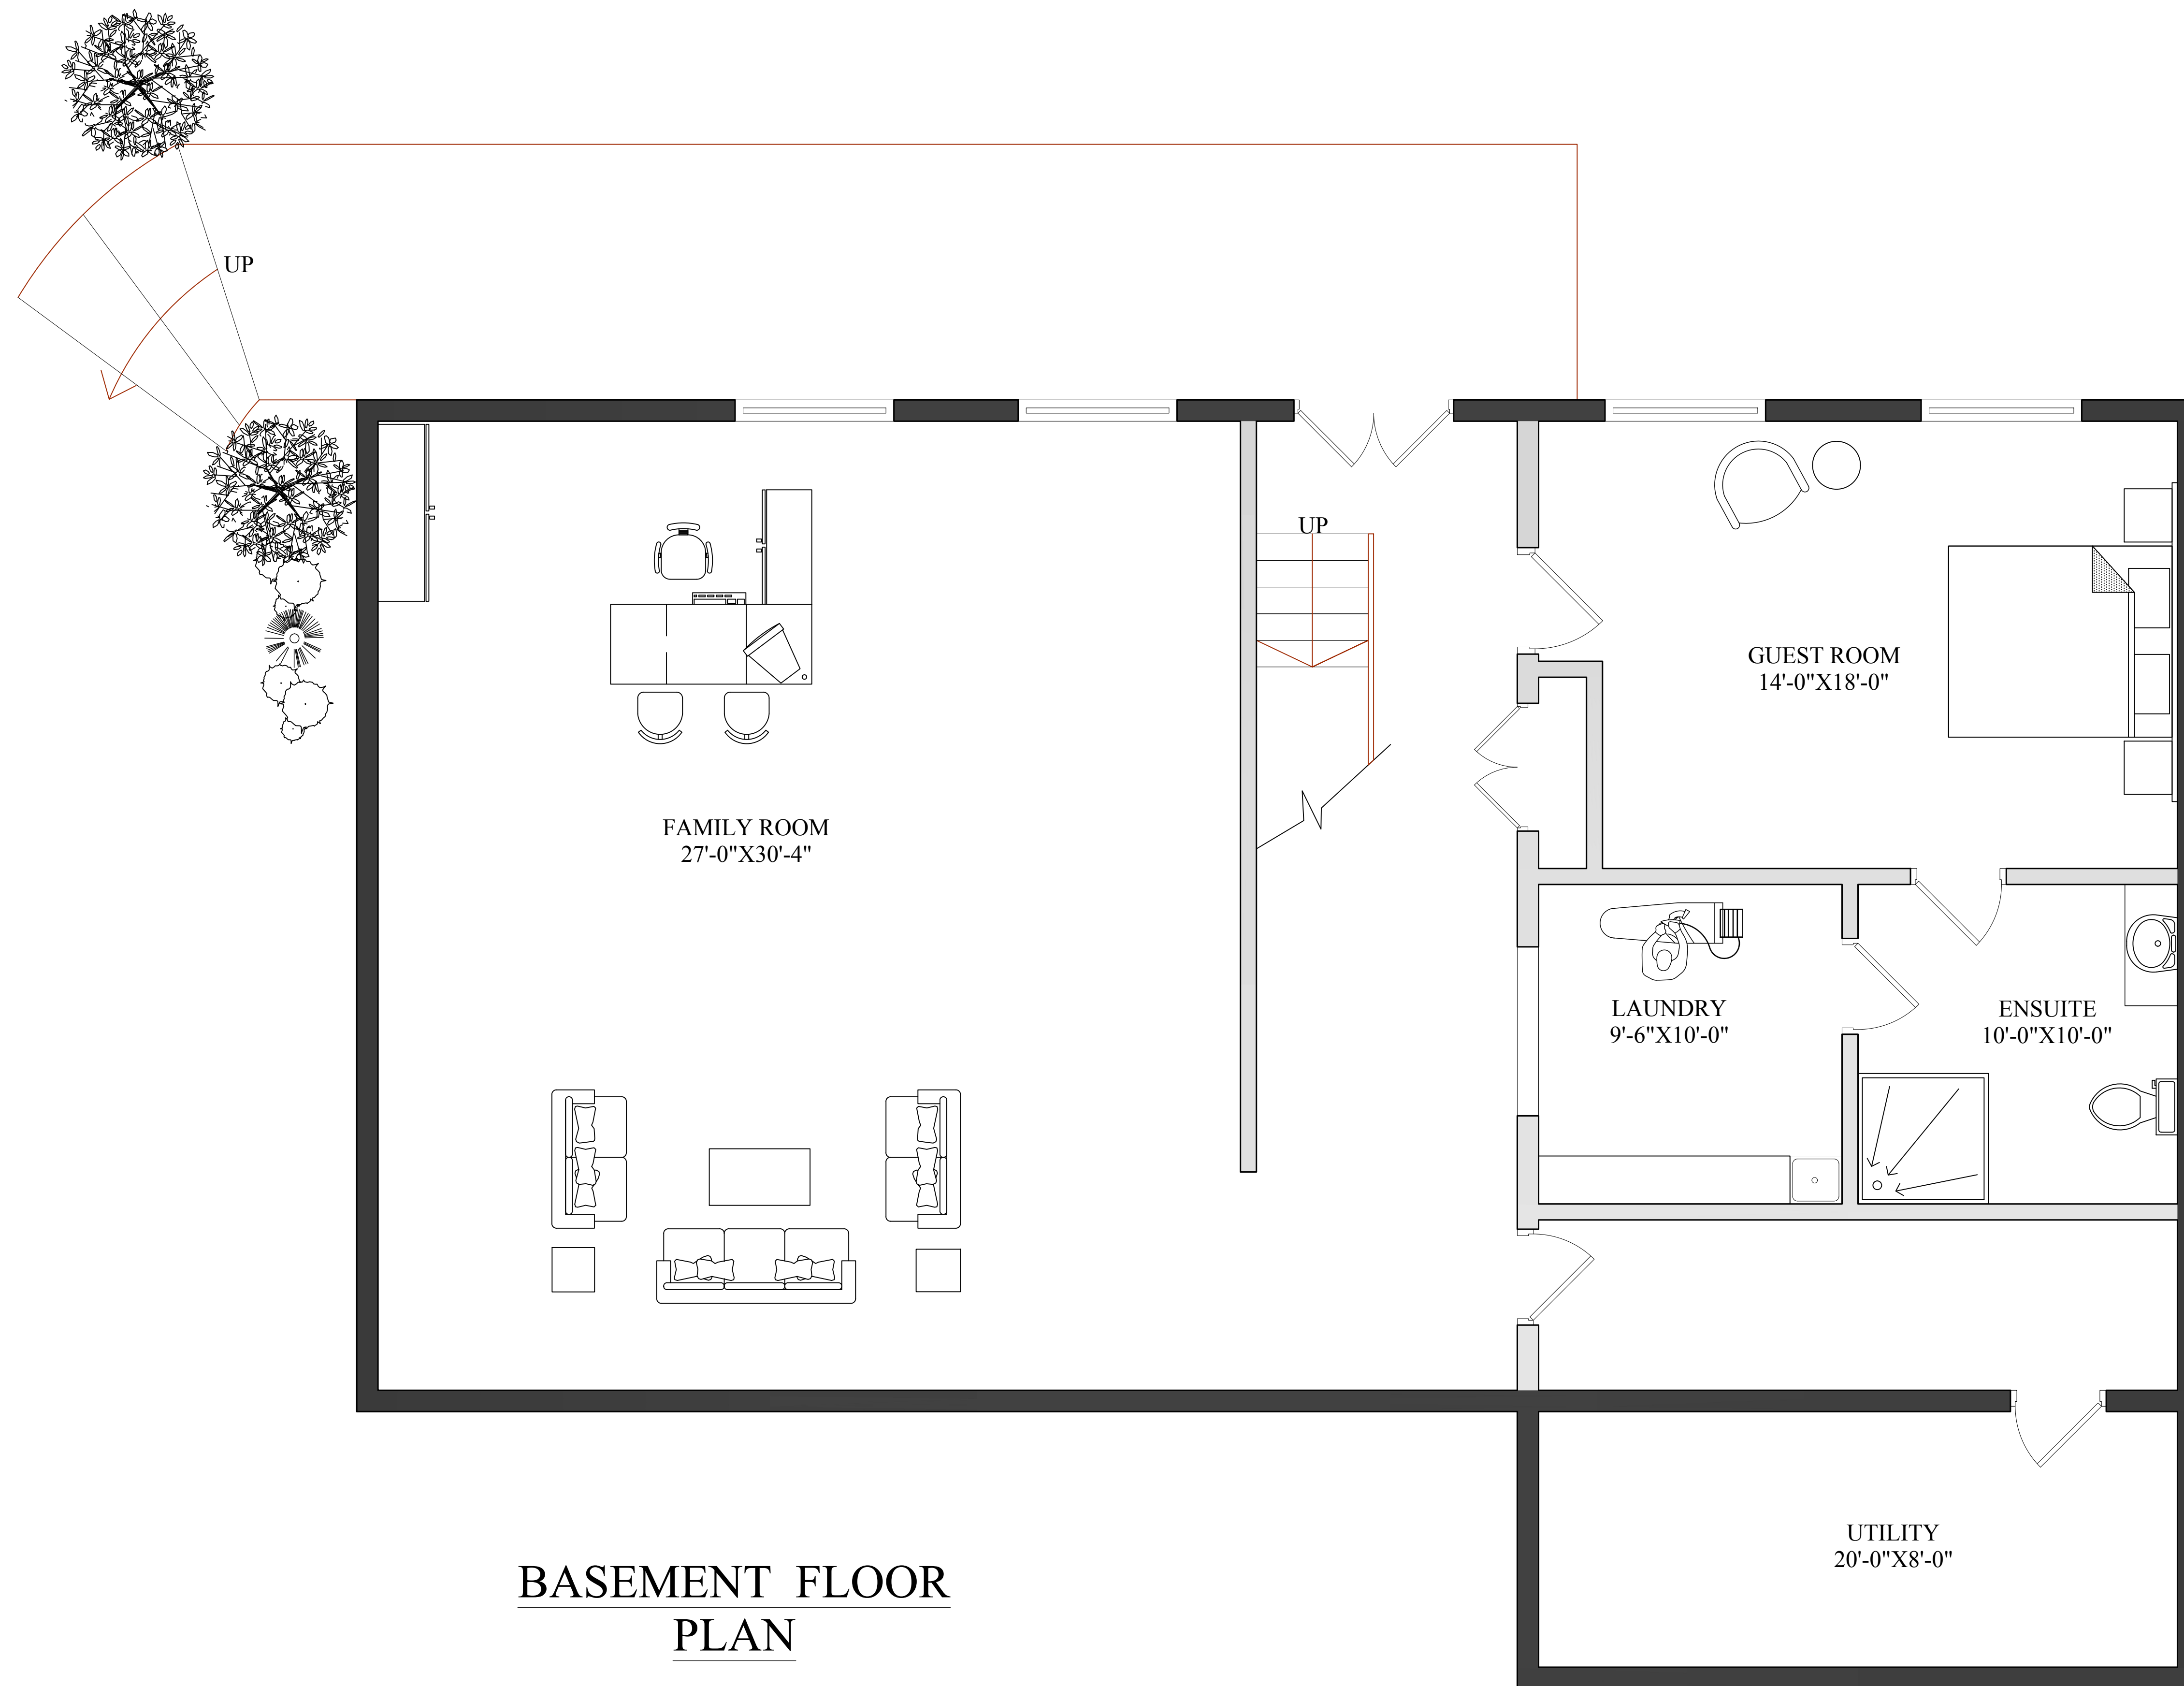 UP
UP
GUEST ROOM
14'-0"X18'-0"
FAMILY ROOM
27'-0"X30'-4"
LAUNDRY
9'-6"X10'-0"
ENSUITE
10'-0"X10'-0"
UTILITY
20'-0"X8'-0"
BASEMENT FLOOR
PLAN